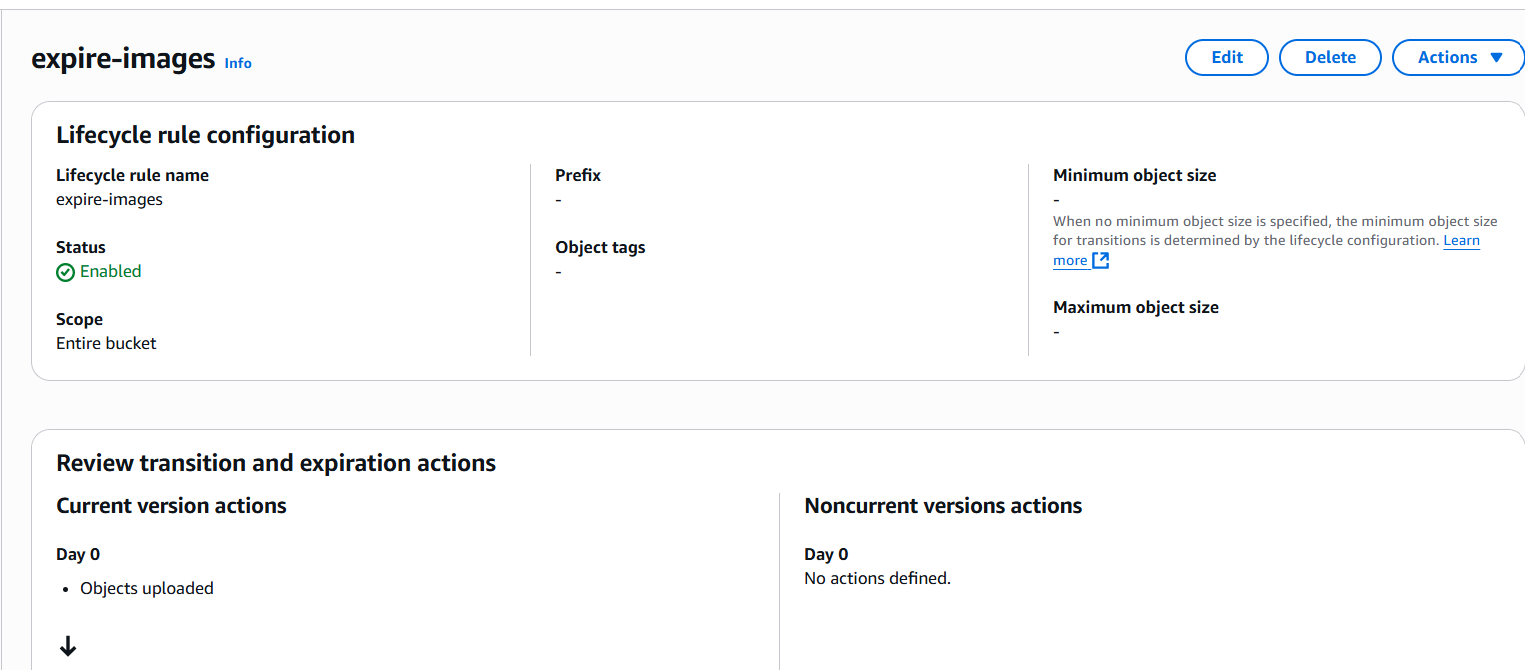 expire-images Info
Edit
Delete
Actions
Lifecycle rule configuration
Lifecycle rule name
expire-images
Status
Enabled
Scope
Entire bucket
Prefix
-
Object tags
-
Minimum object size
-
When no minimum object size is specified, the minimum object size
for transitions is determined by the lifecycle configuration. Learn
more
Maximum object size
-
Review transition and expiration actions
Current version actions
Day 0
• Objects uploaded
↓
Noncurrent versions actions
Day 0
No actions defined.